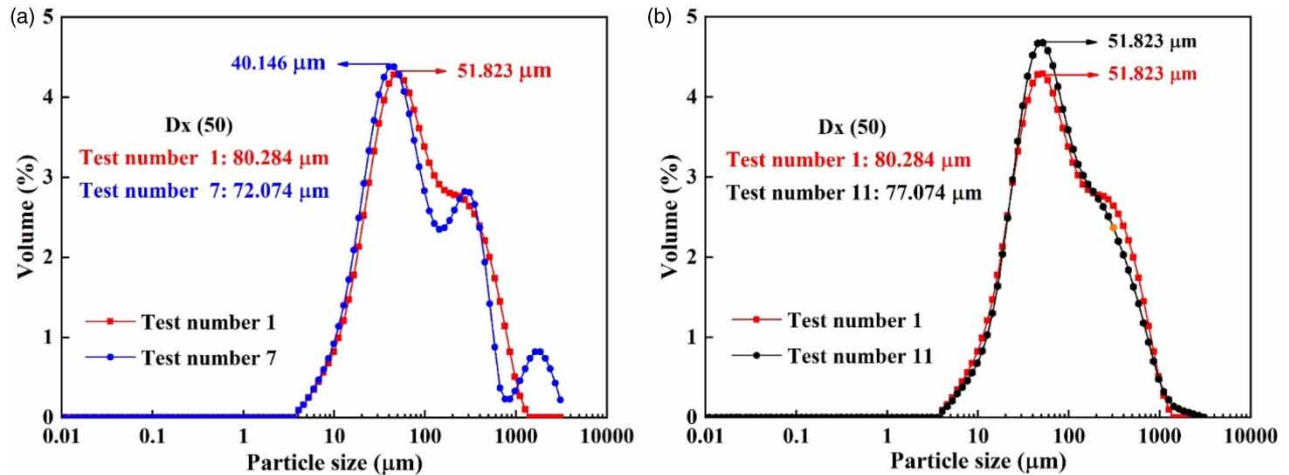 (a)
5
4
3
2
1
0
Volume (%)
40.146 μm
51.823 μm
Dx (50)
Test number 1: 80.284 μm
Test number 7: 72.074 μm
Test number 1
Test number 7
0.01 0.1 1 10 100 1000 10000
Particle size (μm)
(b)
5
4
3
2
1
0
Volume (%)
51.823 μm
51.823 μm
Dx (50)
Test number 1: 80.284 μm
Test number 11: 77.074 μm
Test number 1
Test number 11
0.01 0.1 1 10 100 1000 10000
Particle size (μm)